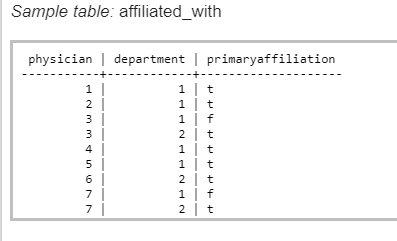 Sample table: affiliated_with
physician | department | primaryaffiliation
-----------+------------+--------------------
1 | 1 | t
2 | 1 | t
3 | 1 | f
3 | 2 | t
4 | 1 | t
5 | 1 | t
6 | 2 | t
7 | 1 | f
7 | 2 | t